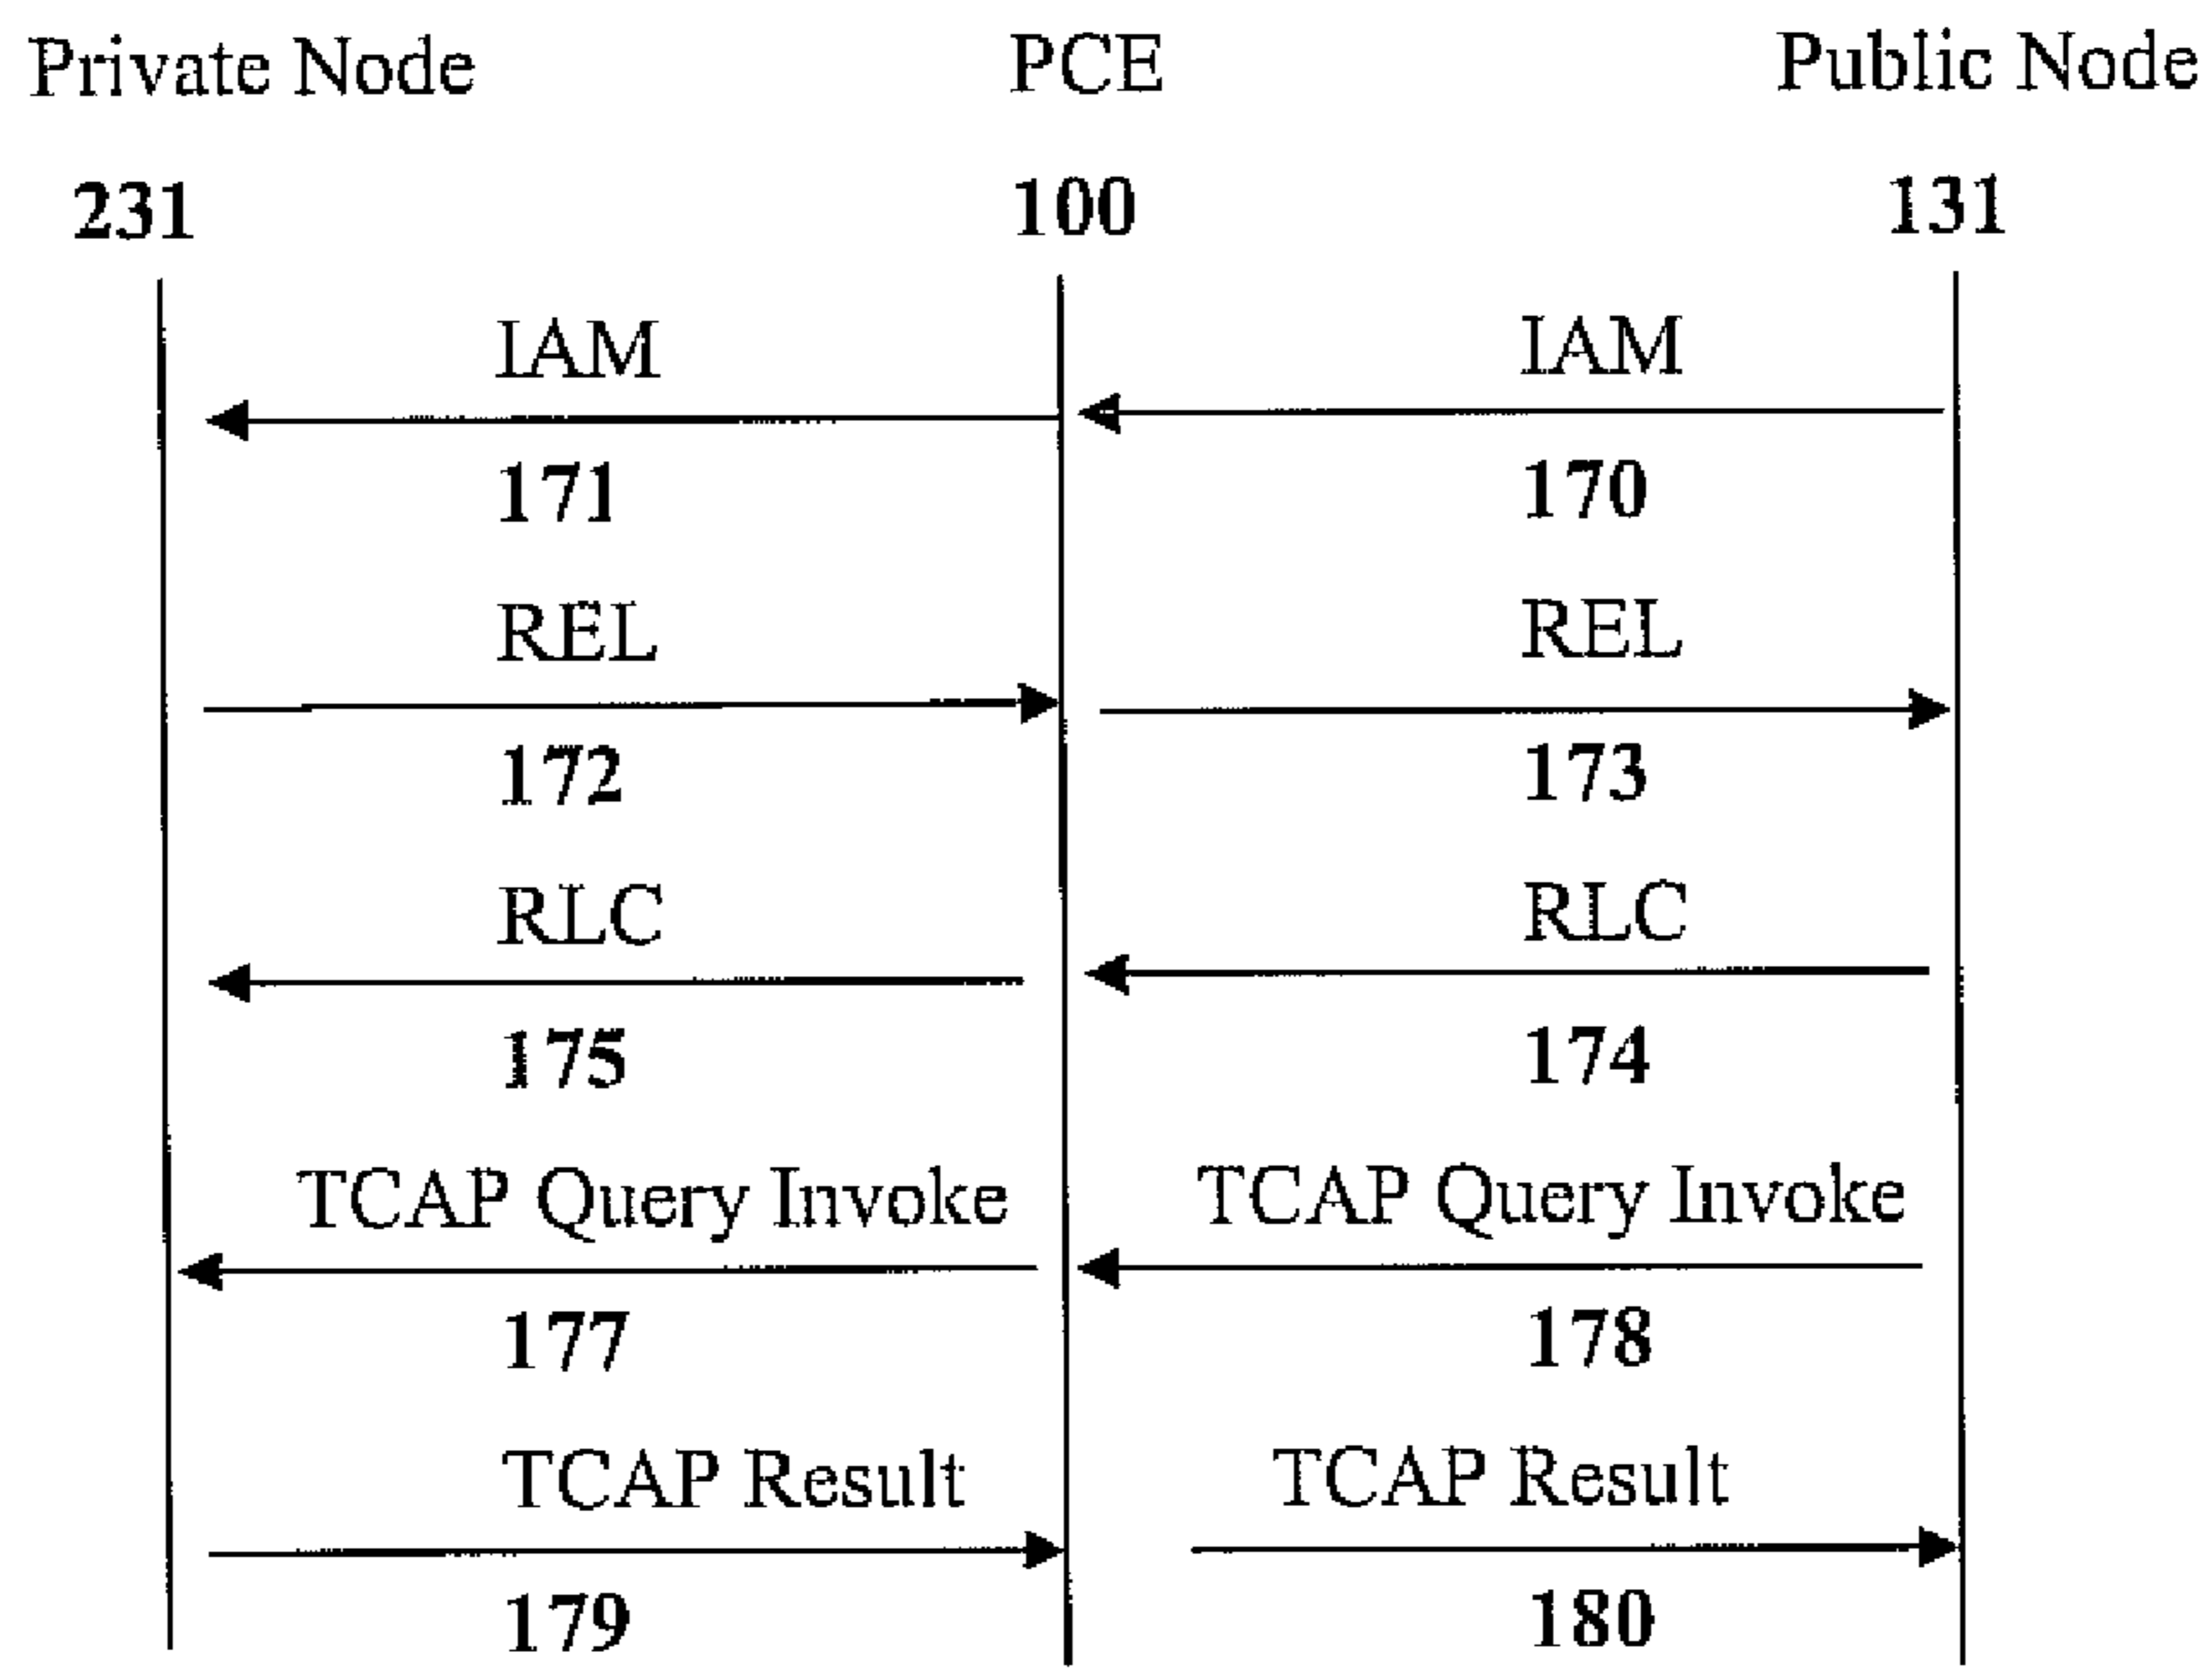 Private Node PCE Public Node
231 100 131
IAM IAM
171 170
REL REL
172 173
RLC RLC
175 174
TCAP Query Invoke TCAP Query Invoke
177 178
TCAP Result TCAP Result
179 180